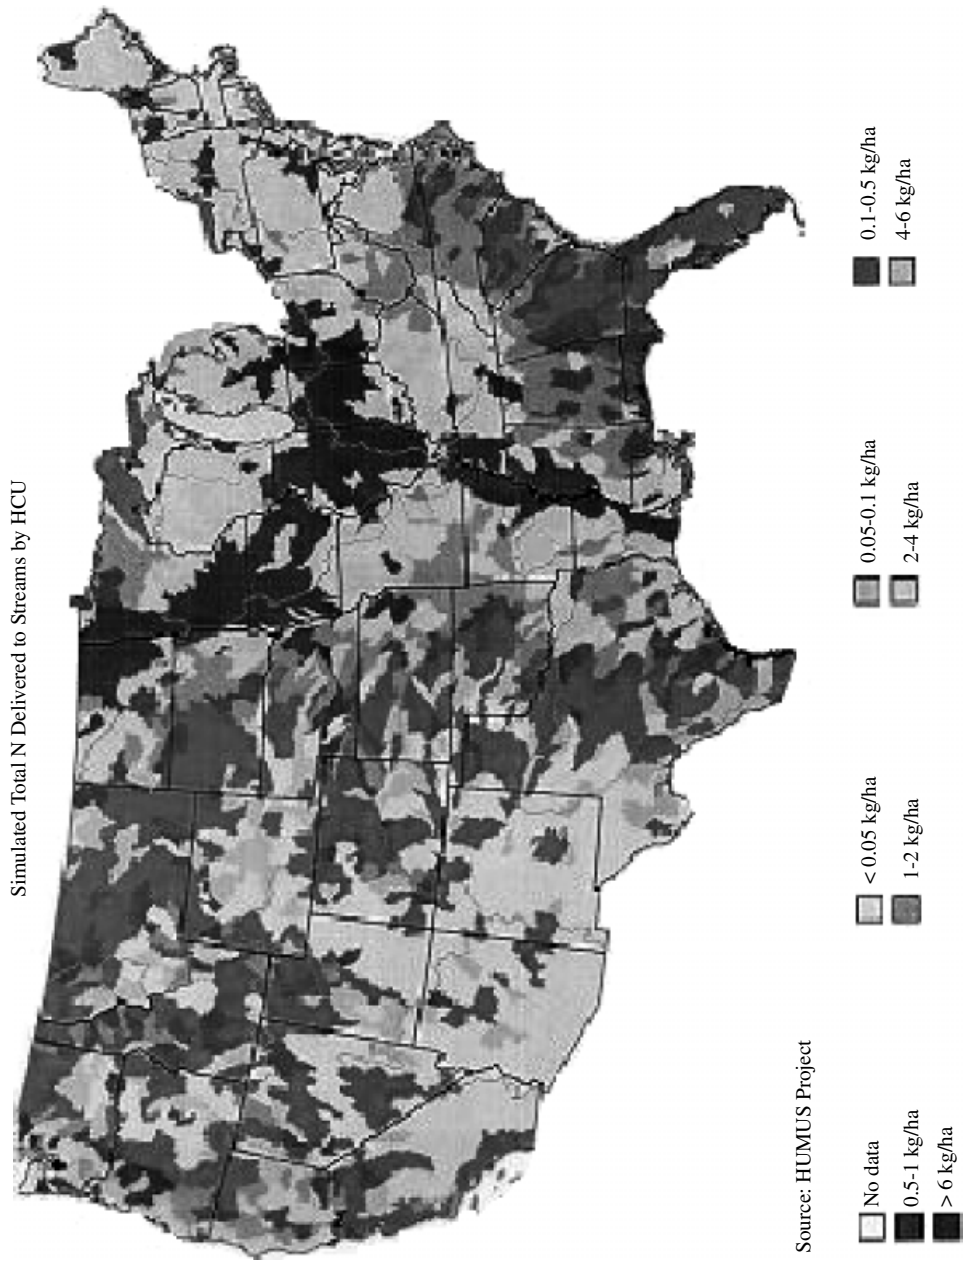 Simulated Total N Delivered to Streams by HCU
Source: HUMUS Project
No data
< 0.05 kg/ha
0.05-0.1 kg/ha
0.1-0.5 kg/ha
0.5-1 kg/ha
1-2 kg/ha
2-4 kg/ha
4-6 kg/ha
> 6 kg/ha